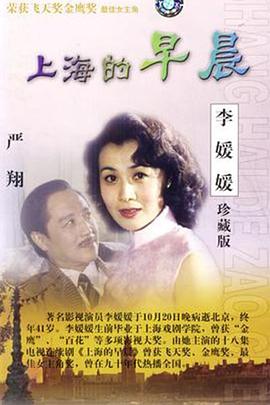 荣获飞天奖金鹰奖 最佳女主角
上海的早晨
李媛媛
珍藏版
严翔
著名影视演员李媛媛于10月20日晚病逝北京,终
年41岁。李媛媛生前毕业于上海戏剧学院,曾获“金
鹰”、“百花”等多项影视大奖。由她主演的十八集
电视连续剧《上海的早晨》曾获飞天奖、金鹰奖、最
佳女主角奖,曾在九十年代热播全国。